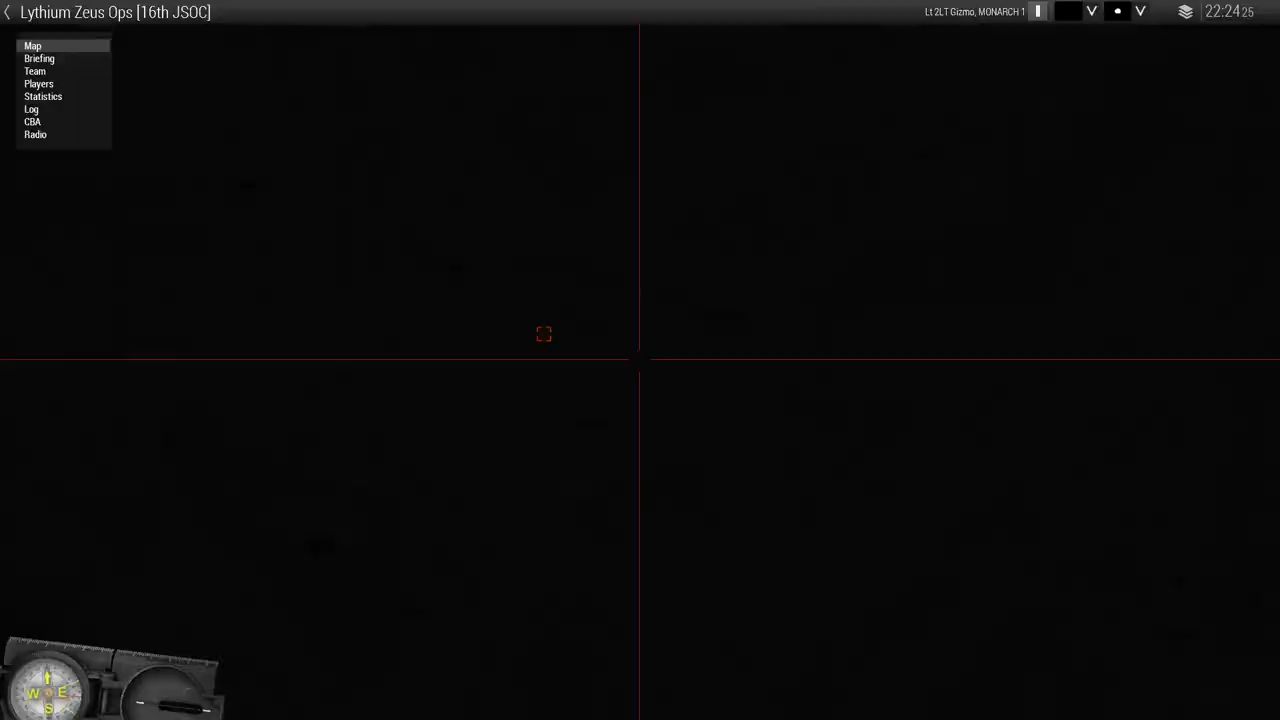 Lythium Zeus Ops [16th JSOC]
Lt 2LT Gizmo, MONARCH 1
22:24 25
Map
Briefing
Team
Players
Statistics
Log
CBA
Radio
W E
S